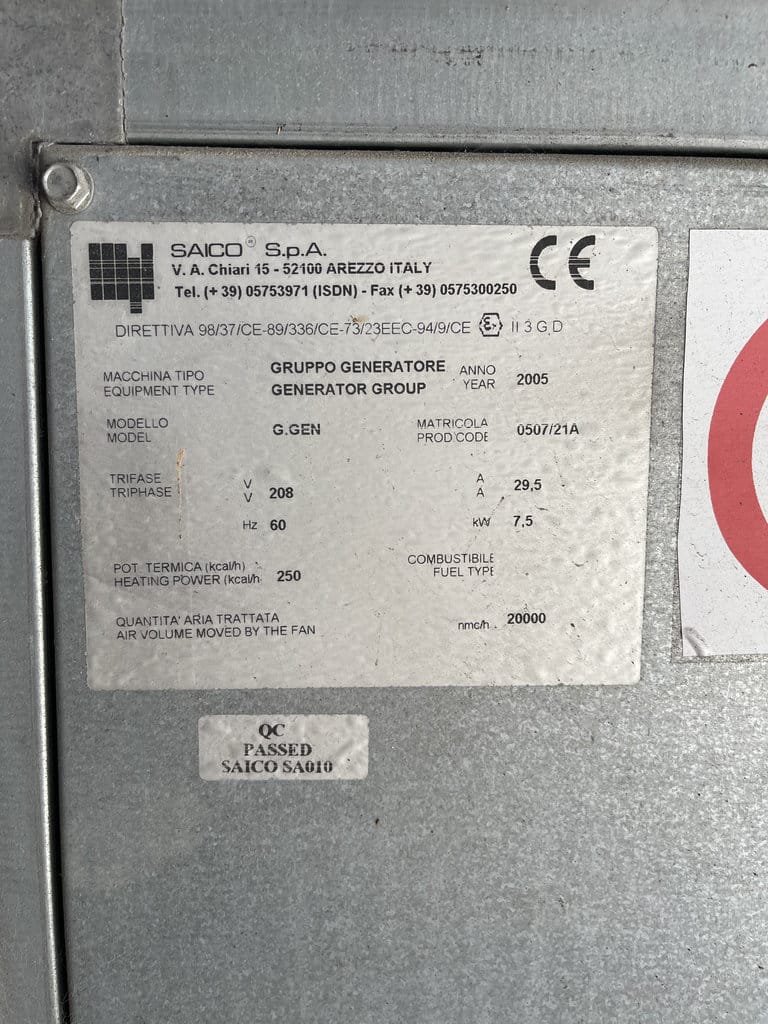 SAICO® S.p.A.
V. A. Chiari 15 - 52100 AREZZO ITALY
Tel. (+ 39) 05753971 (ISDN) - Fax (+ 39) 0575300250
CE
DIRETTIVA 98/37/CE-89/336/CE-73/23EEC-94/9/CE εx II 3 G,D
MACCHINA TIPO GRUPPO GENERATORE ANNO
EQUIPMENT TYPE GENERATOR GROUP YEAR 2005
MODELLO MATRICOLA
MODEL G.GEN PROD CODE 0507/21A
TRIFASE V A
TRIPHASE V 208 A 29,5
Hz 60 kW 7,5
POT TERMICA (kcal/h) COMBUSTIBILE
HEATING POWER (kcal/h 250 FUEL TYPE
QUANTITA' ARIA TRATTATA
AIR VOLUME MOVED BY THE FAN nmc/h 20000
QC
PASSED
SAICO SA010